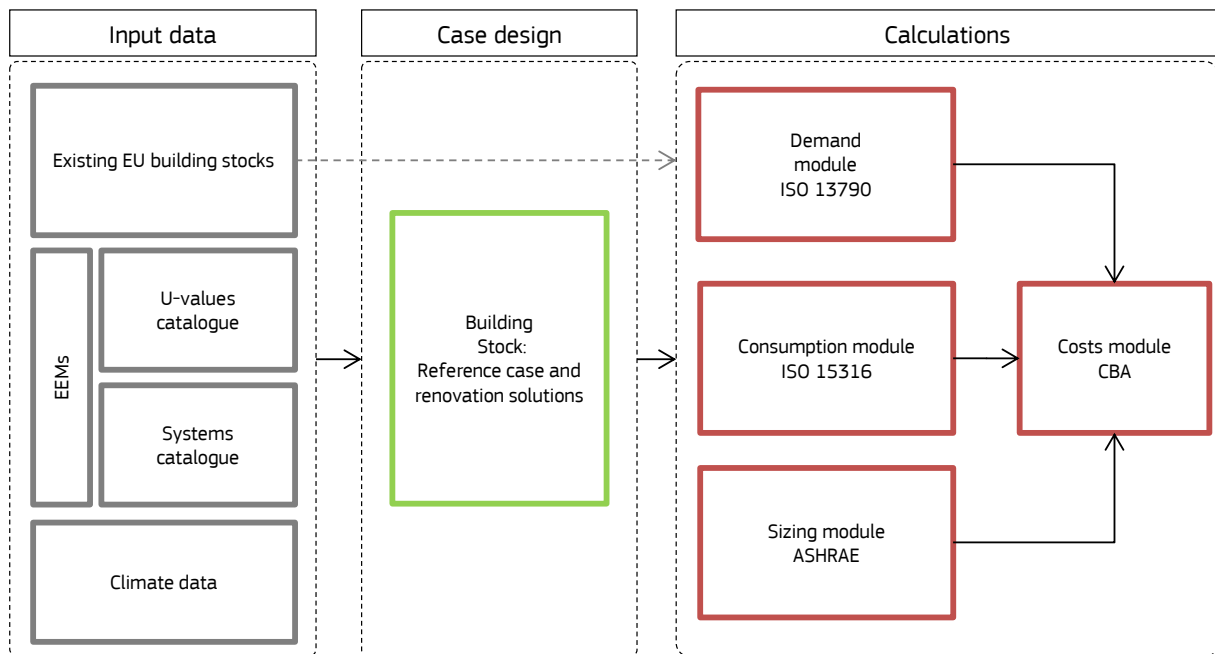 Input data
Case design
Calculations
Existing EU building stocks
EEMs
U-values
catalogue
Systems
catalogue
Climate data
Building
Stock:
Reference case and
renovation solutions
Demand
module
ISO 13790
Consumption module
ISO 15316
Sizing module
ASHRAE
Costs module
CBA